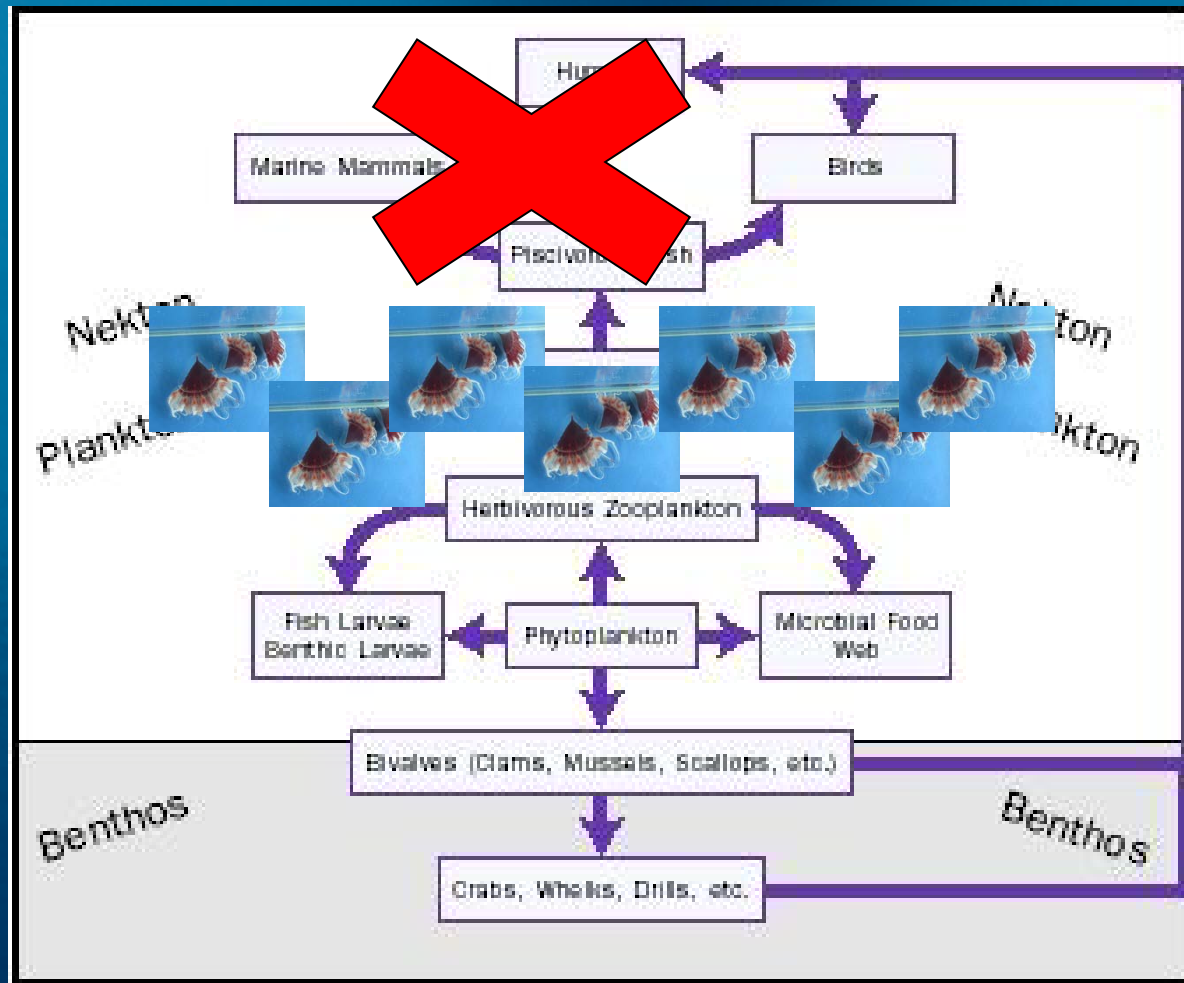 Marine Mammals
Birds
Nekton
Herbivorous Zooplankton
Fish Larvae
Benthic Larvae
Phytoplankton
Microbial Food
Web
Bivalves (Clams, Mussels, Scallops, etc.)
Benthos
Benthos
Crabs, Whelks, Drills, etc.